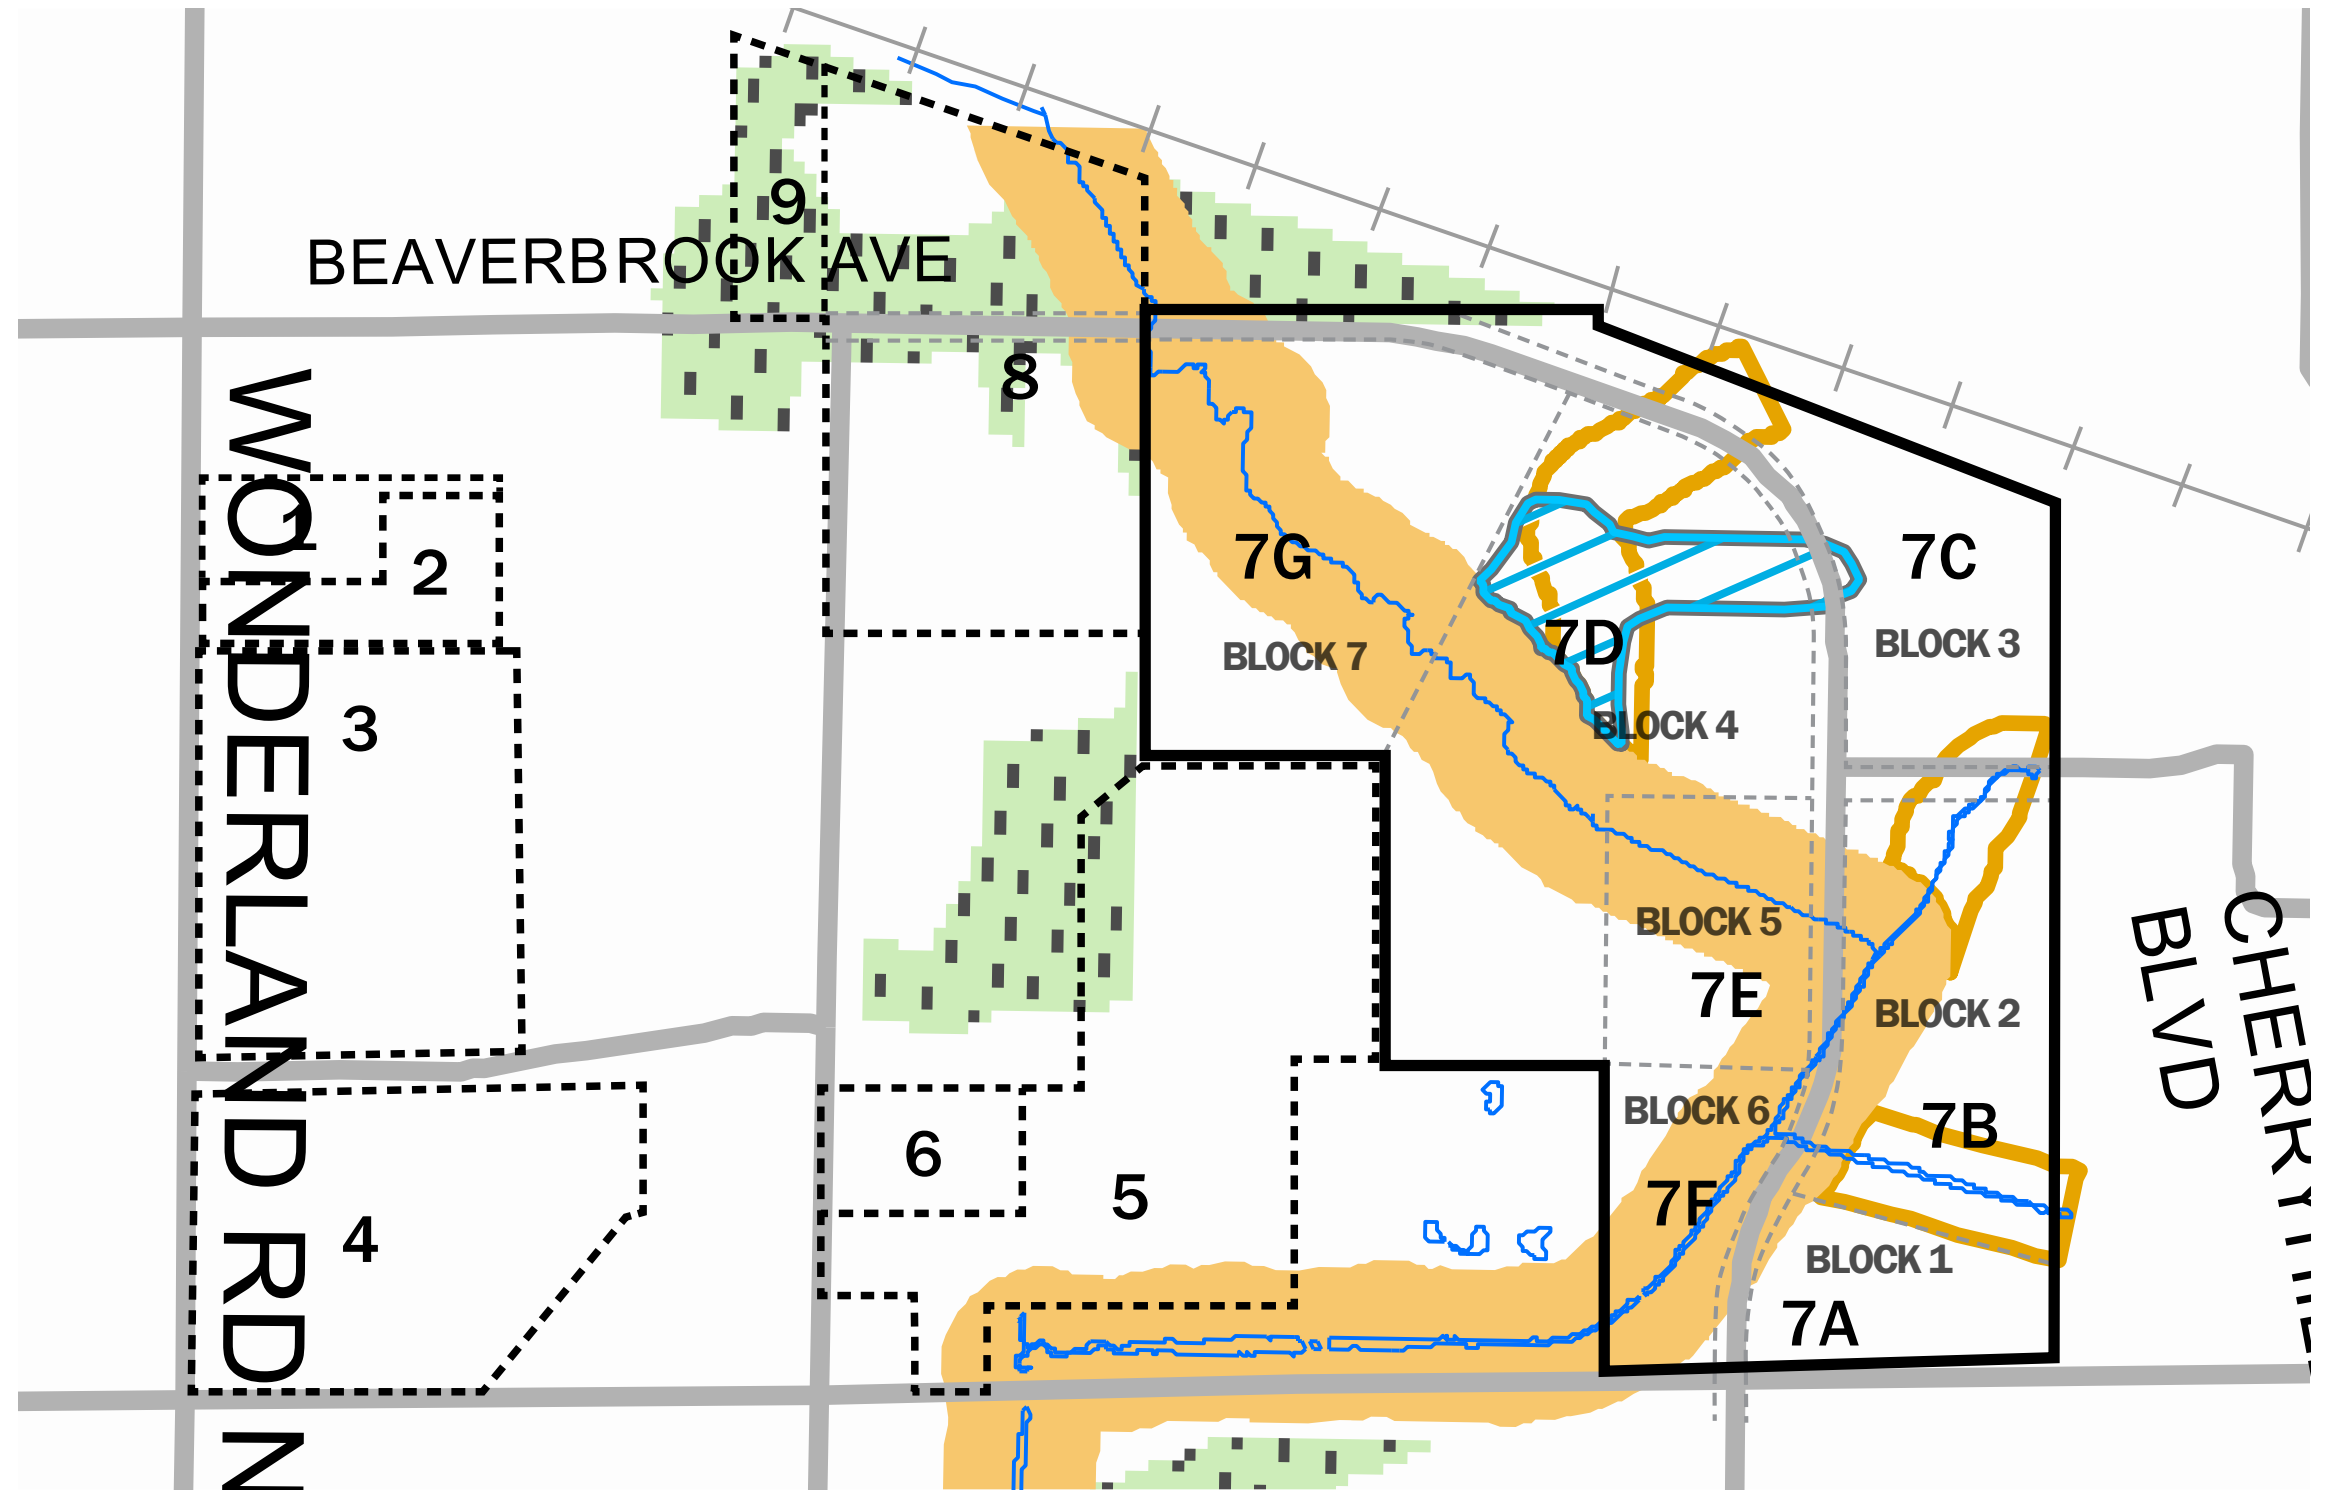 9
BEAVERBROOK AVE
8
WONDERLAND RD N
1
2
7G
7C
7D
BLOCK 7
BLOCK 3
3
BLOCK 4
BLOCK 5
7E
BLOCK 2
CHERRYHILL
BLVD
BLOCK 6
7B
6
5
7F
4
BLOCK 1
7A